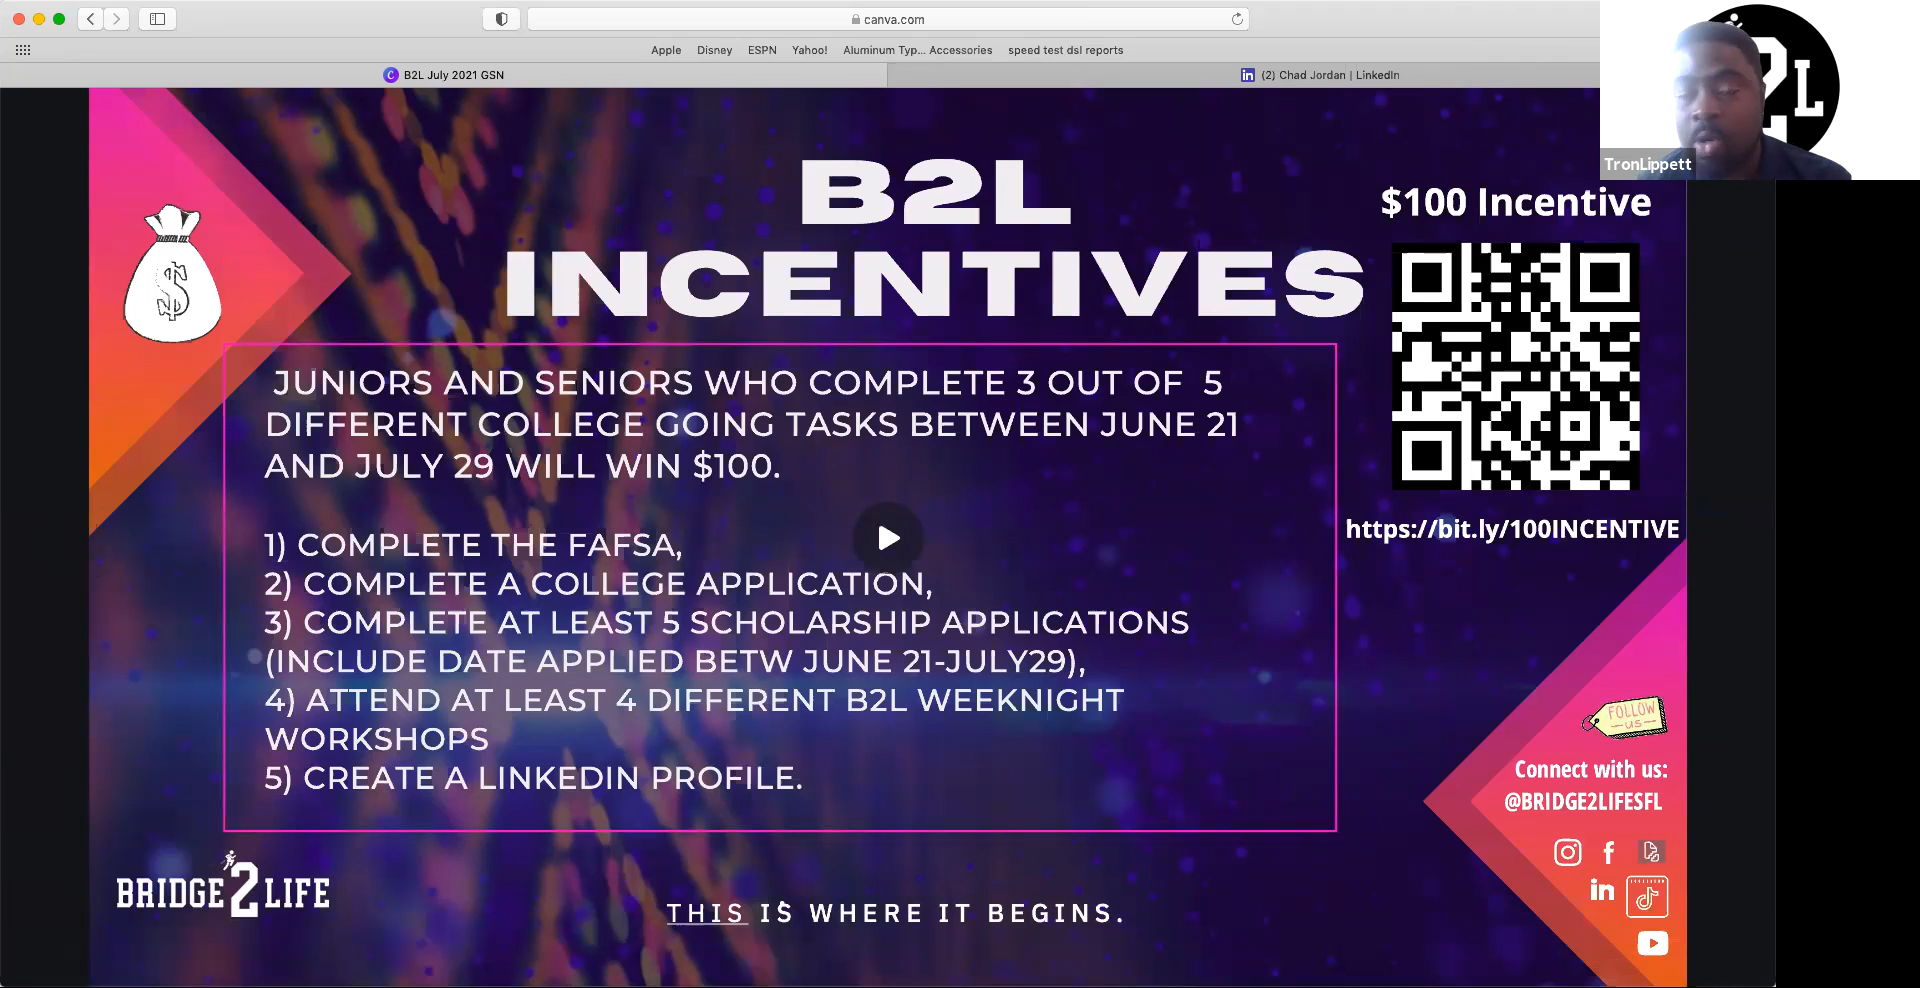 canva.com
Apple Disney ESPN Yahoo! Aluminum Typ... Accessories speed test dsl reports
B2L July 2021 GSN
(2) Chad Jordan | LinkedIn
2L
TronLippett
B2L
INCENTIVES
$100 Incentive
JUNIORS AND SENIORS WHO COMPLETE 3 OUT OF 5
DIFFERENT COLLEGE GOING TASKS BETWEEN JUNE 21
AND JULY 29 WILL WIN $100.
https://bit.ly/100INCENTIVE
1) COMPLETE THE FAFSA,
2) COMPLETE A COLLEGE APPLICATION,
3) COMPLETE AT LEAST 5 SCHOLARSHIP APPLICATIONS
(INCLUDE DATE APPLIED BETW JUNE 21-JULY29),
4) ATTEND AT LEAST 4 DIFFERENT B2L WEEKNIGHT
WORKSHOPS
5) CREATE A LINKEDIN PROFILE.
FOLLOW
US
Connect with us:
@BRIDGE2LIFESFL
BRIDGE2LIFE
THIS IS WHERE IT BEGINS.